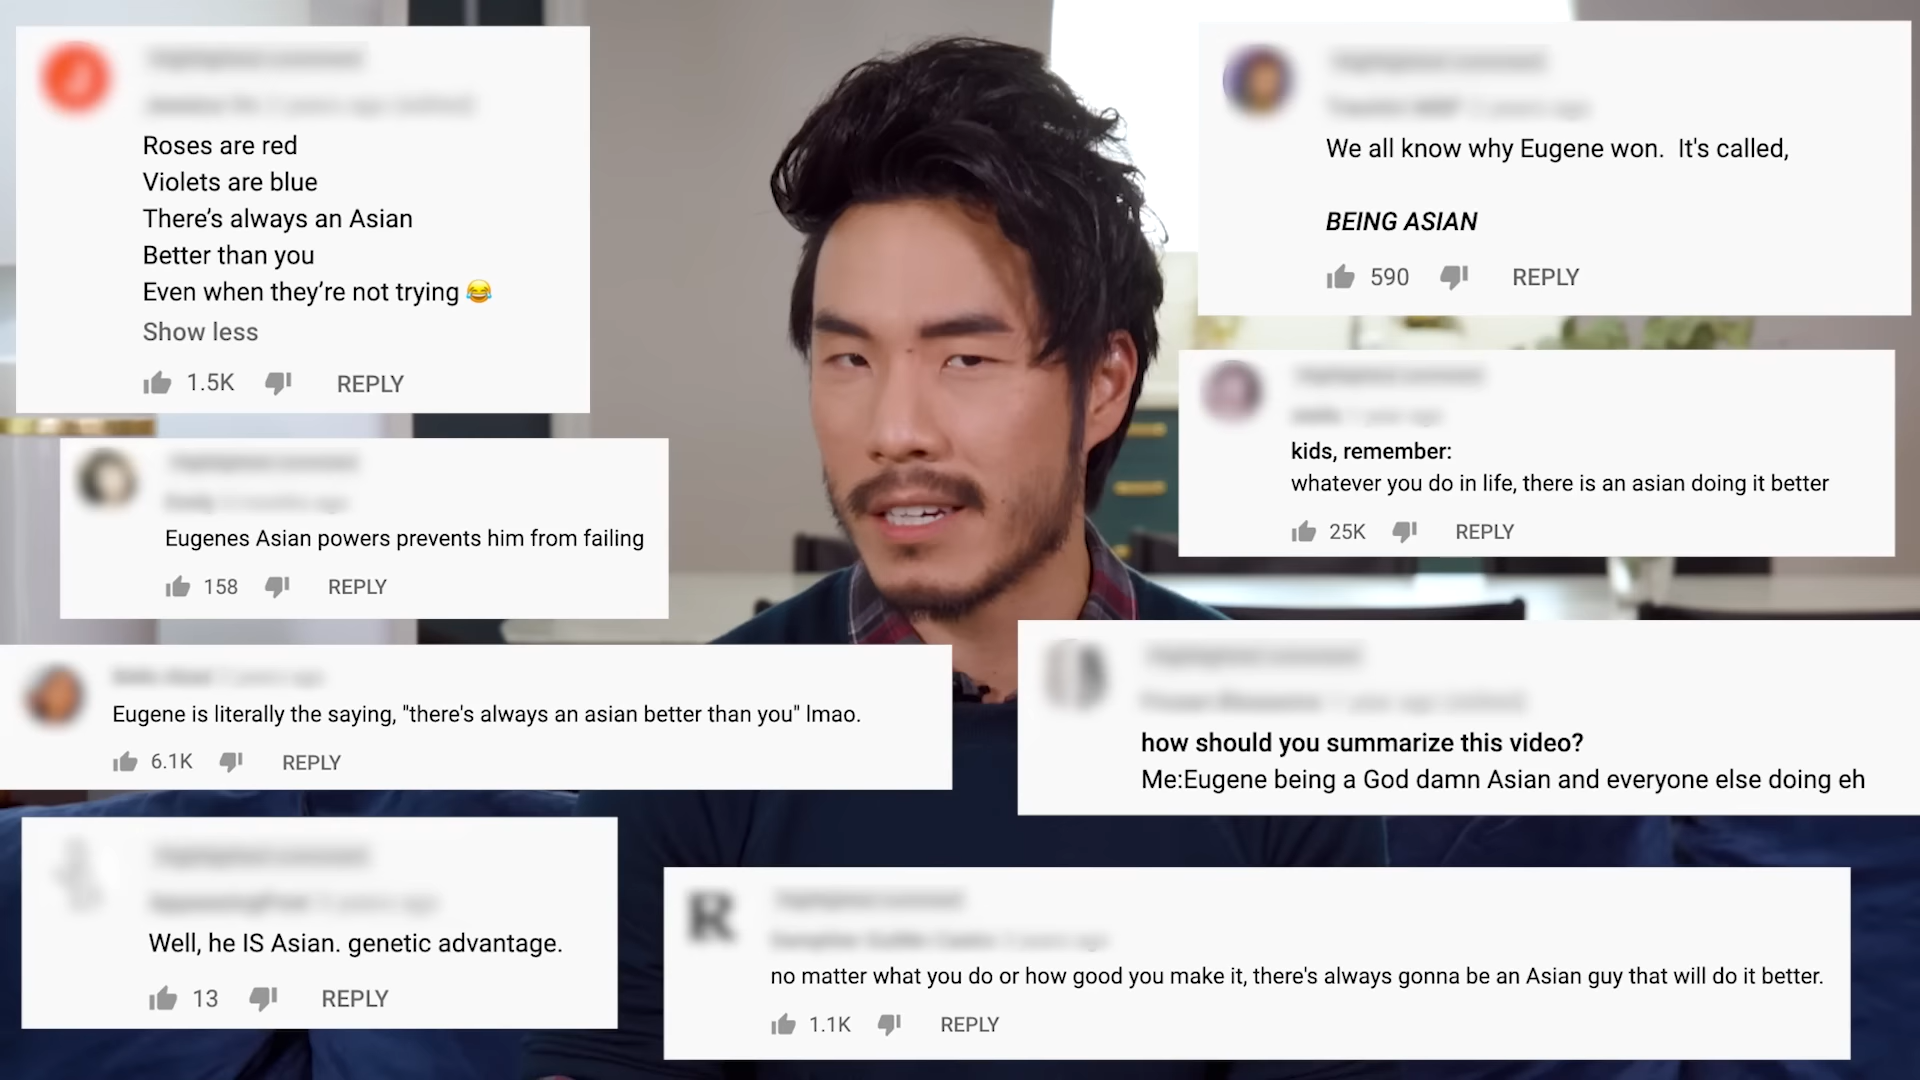 Roses are red
Violets are blue
There's always an Asian
Better than you
Even when they're not trying 😂
Show less
1.5K REPLY
We all know why Eugene won. It's called,
BEING ASIAN
590 REPLY
kids, remember:
whatever you do in life, there is an asian doing it better
25K REPLY
Eugenes Asian powers prevents him from failing
158 REPLY
Eugene is literally the saying, "there's always an asian better than you" lmao.
6.1K REPLY
how should you summarize this video?
Me:Eugene being a God damn Asian and everyone else doing eh
Well, he IS Asian. genetic advantage.
13 REPLY
R
no matter what you do or how good you make it, there's always gonna be an Asian guy that will do it better.
1.1K REPLY